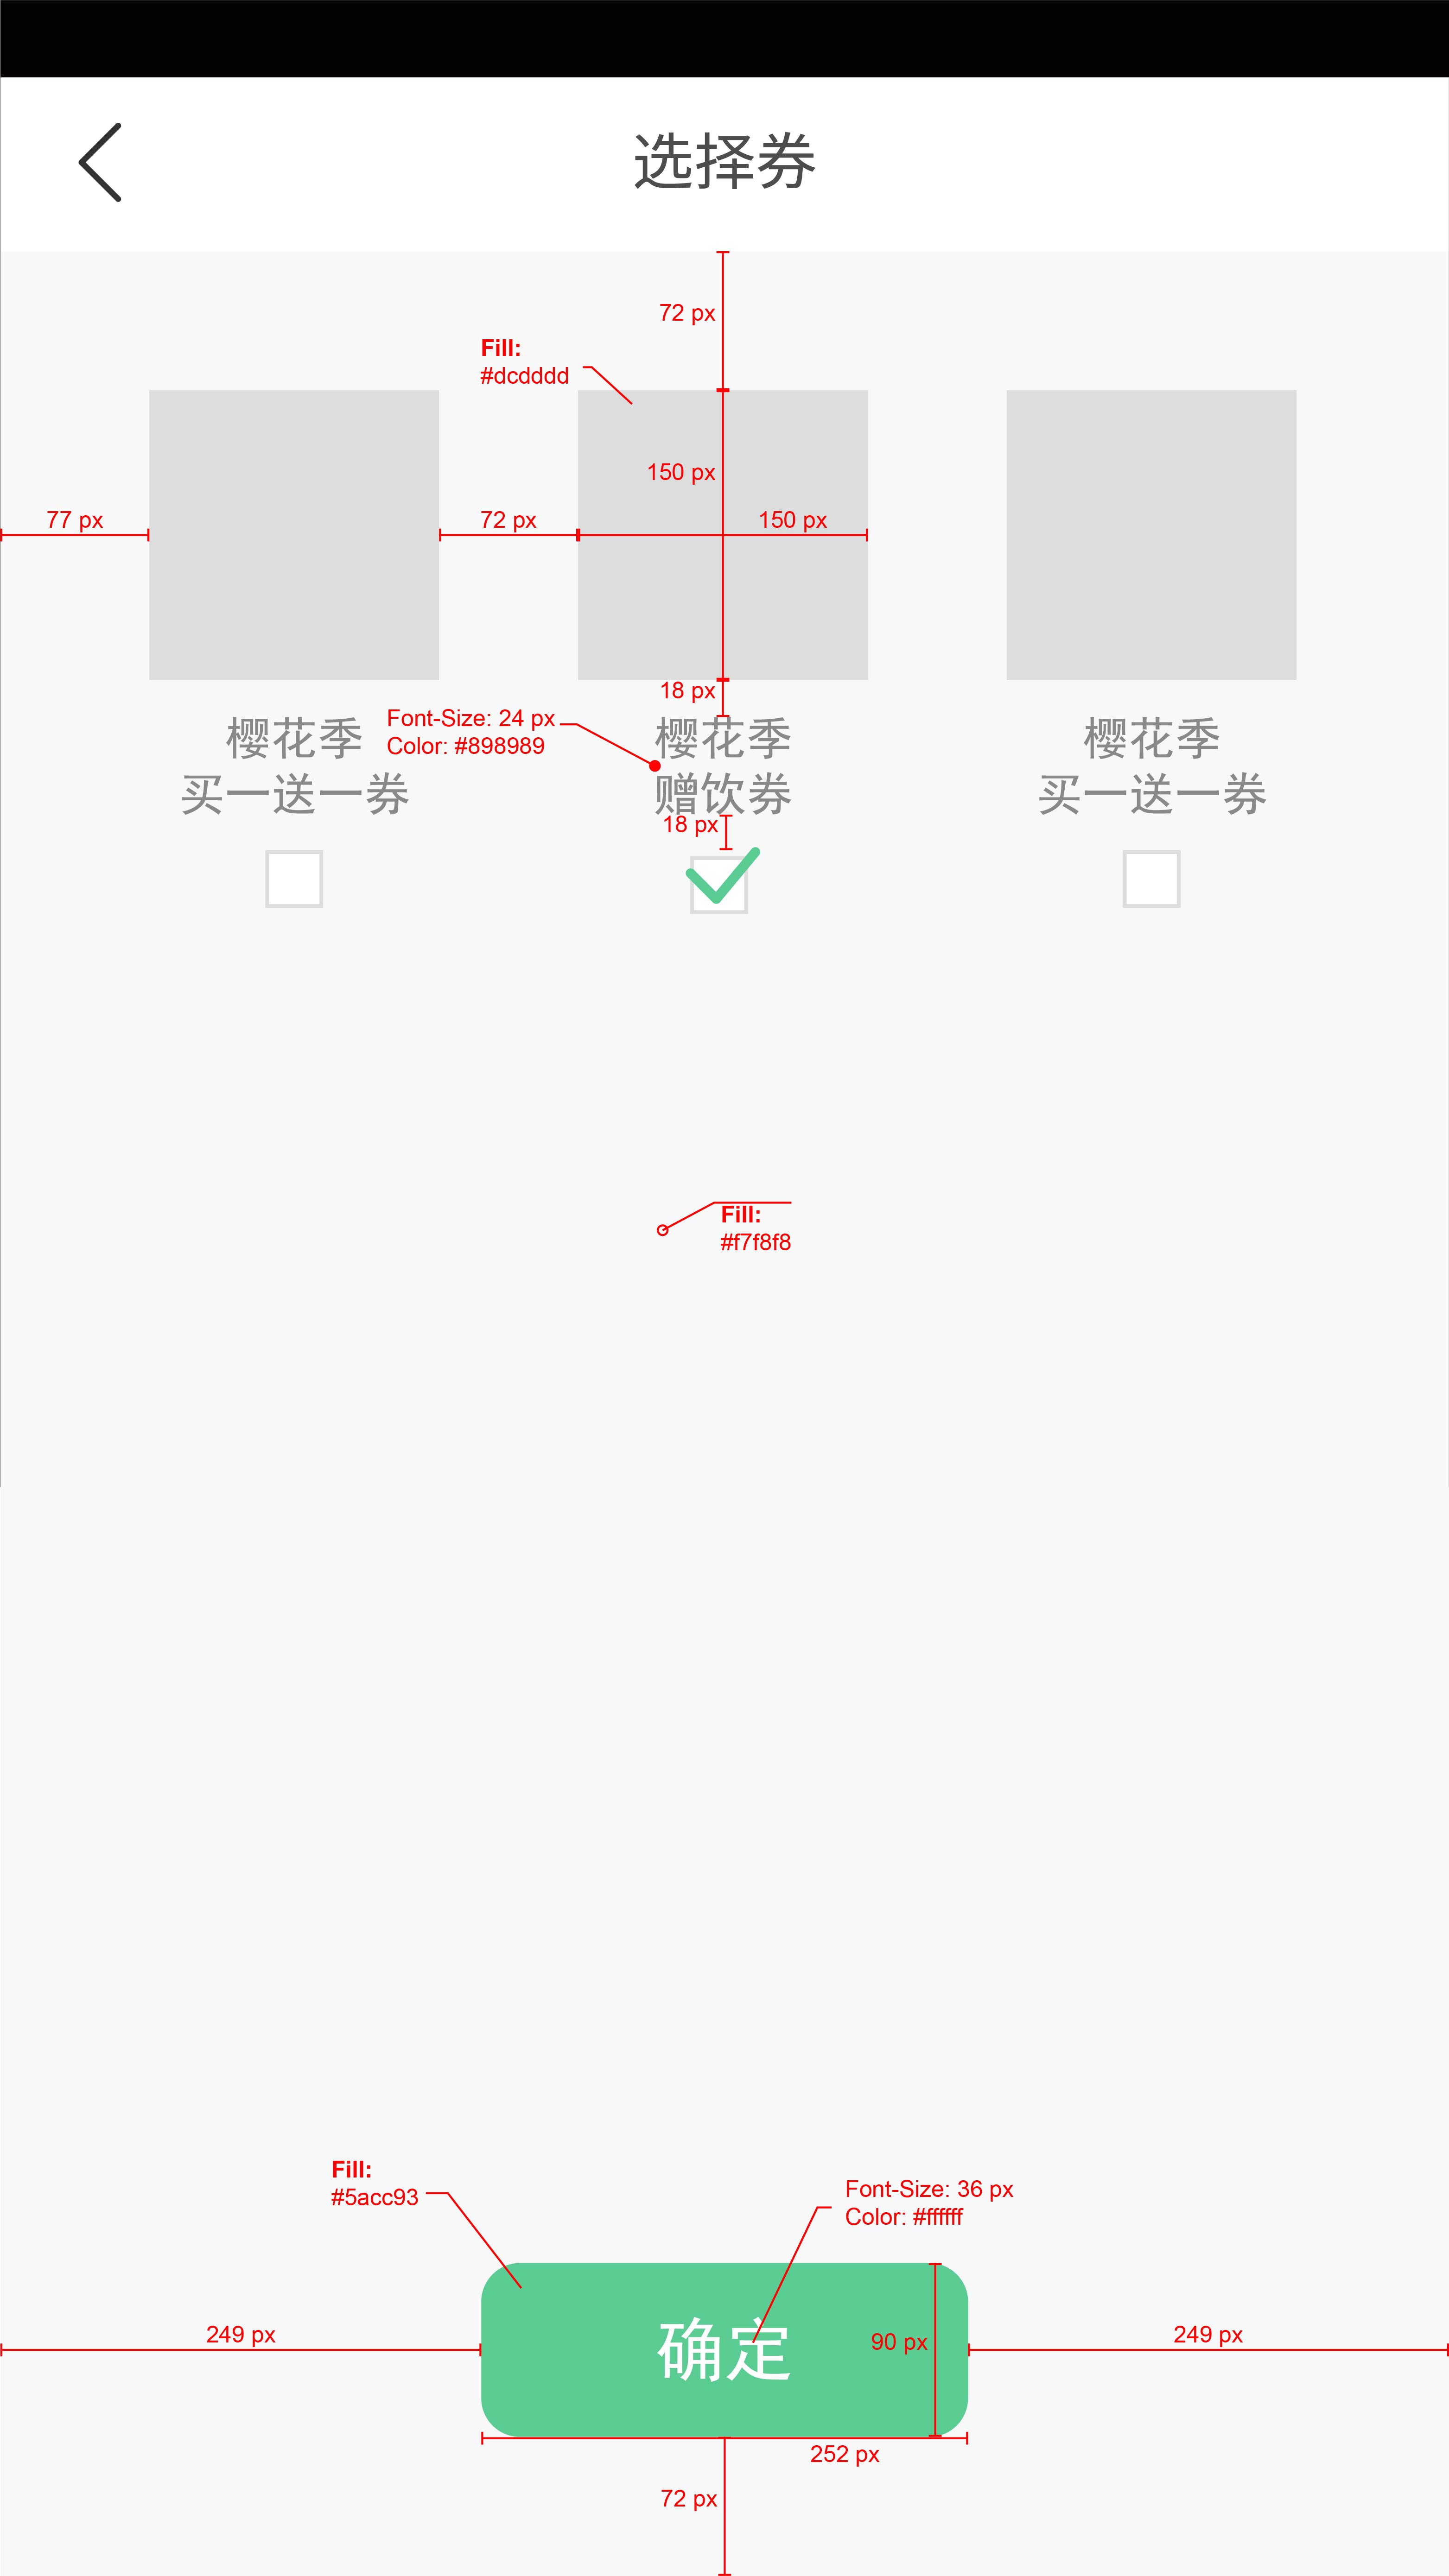 选择券
72 px
Fill:
#dcdddd
150 px
77 px
72 px
150 px
18 px
Font-Size: 24 px
Color: #898989
樱花季
买一送一券
樱花季
赠饮券
樱花季
买一送一券
18 px
Fill:
#f7f8f8
Fill:
#5acc93
Font-Size: 36 px
Color: #ffffff
249 px
确定
90 px
249 px
252 px
72 px